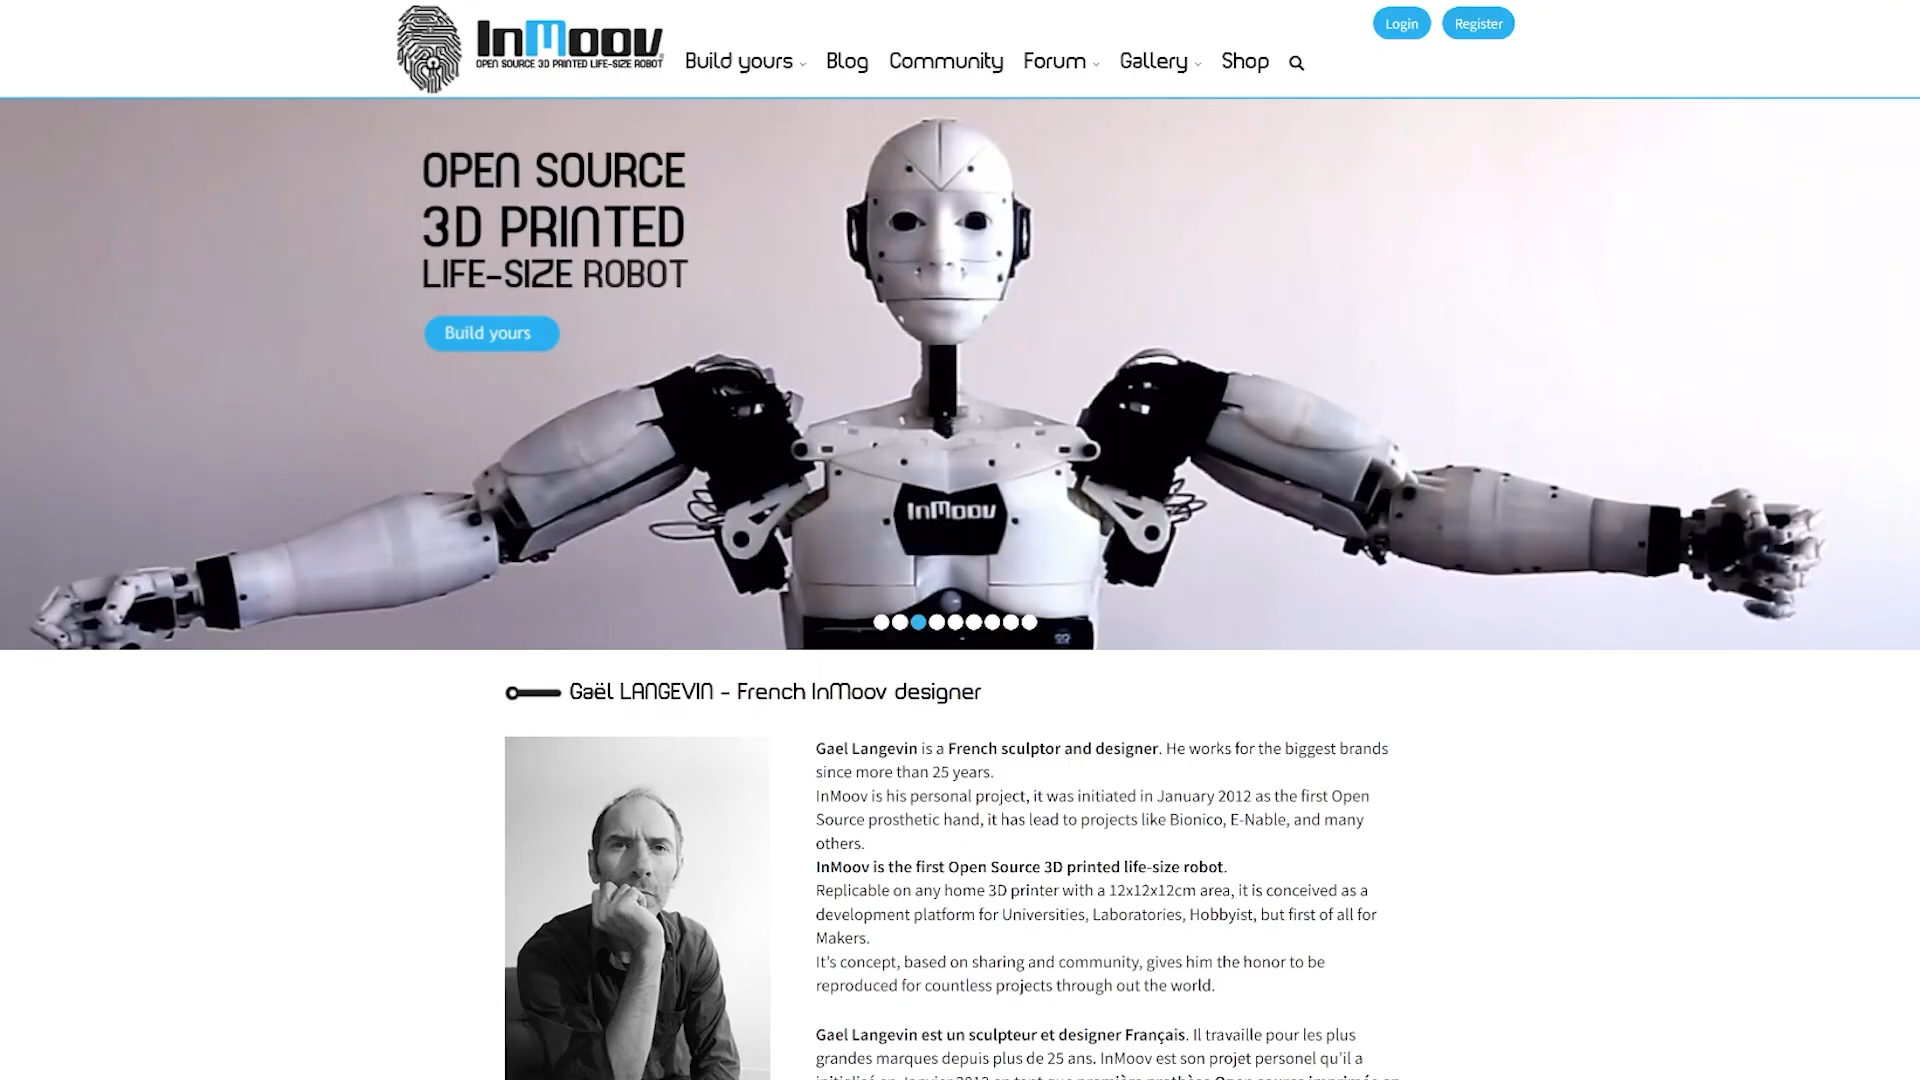 InMoov
OPEN SOURCE 3D PRINTED LIFE-SIZE ROBOT
Login
Register
Build yours
Blog
Community
Forum
Gallery
Shop
OPEN SOURCE
3D PRINTED
LIFE-SIZE ROBOT
Build yours
InMoov
Gaël LANGEVIN - French InMoov designer
Gael Langevin is a French sculptor and designer. He works for the biggest brands
since more than 25 years.
InMoov is his personal project, it was initiated in January 2012 as the first Open
Source prosthetic hand, it has lead to projects like Bionico, E-Nable, and many
others.
InMoov is the first Open Source 3D printed life-size robot.
Replicable on any home 3D printer with a 12x12x12cm area, it is conceived as a
development platform for Universities, Laboratories, Hobbyist, but first of all for
Makers.
It's concept, based on sharing and community, gives him the honor to be
reproduced for countless projects through out the world.
Gael Langevin est un sculpteur et designer Français. Il travaille pour les plus
grandes marques depuis plus de 25 ans. InMoov est son projet personel qu'il a